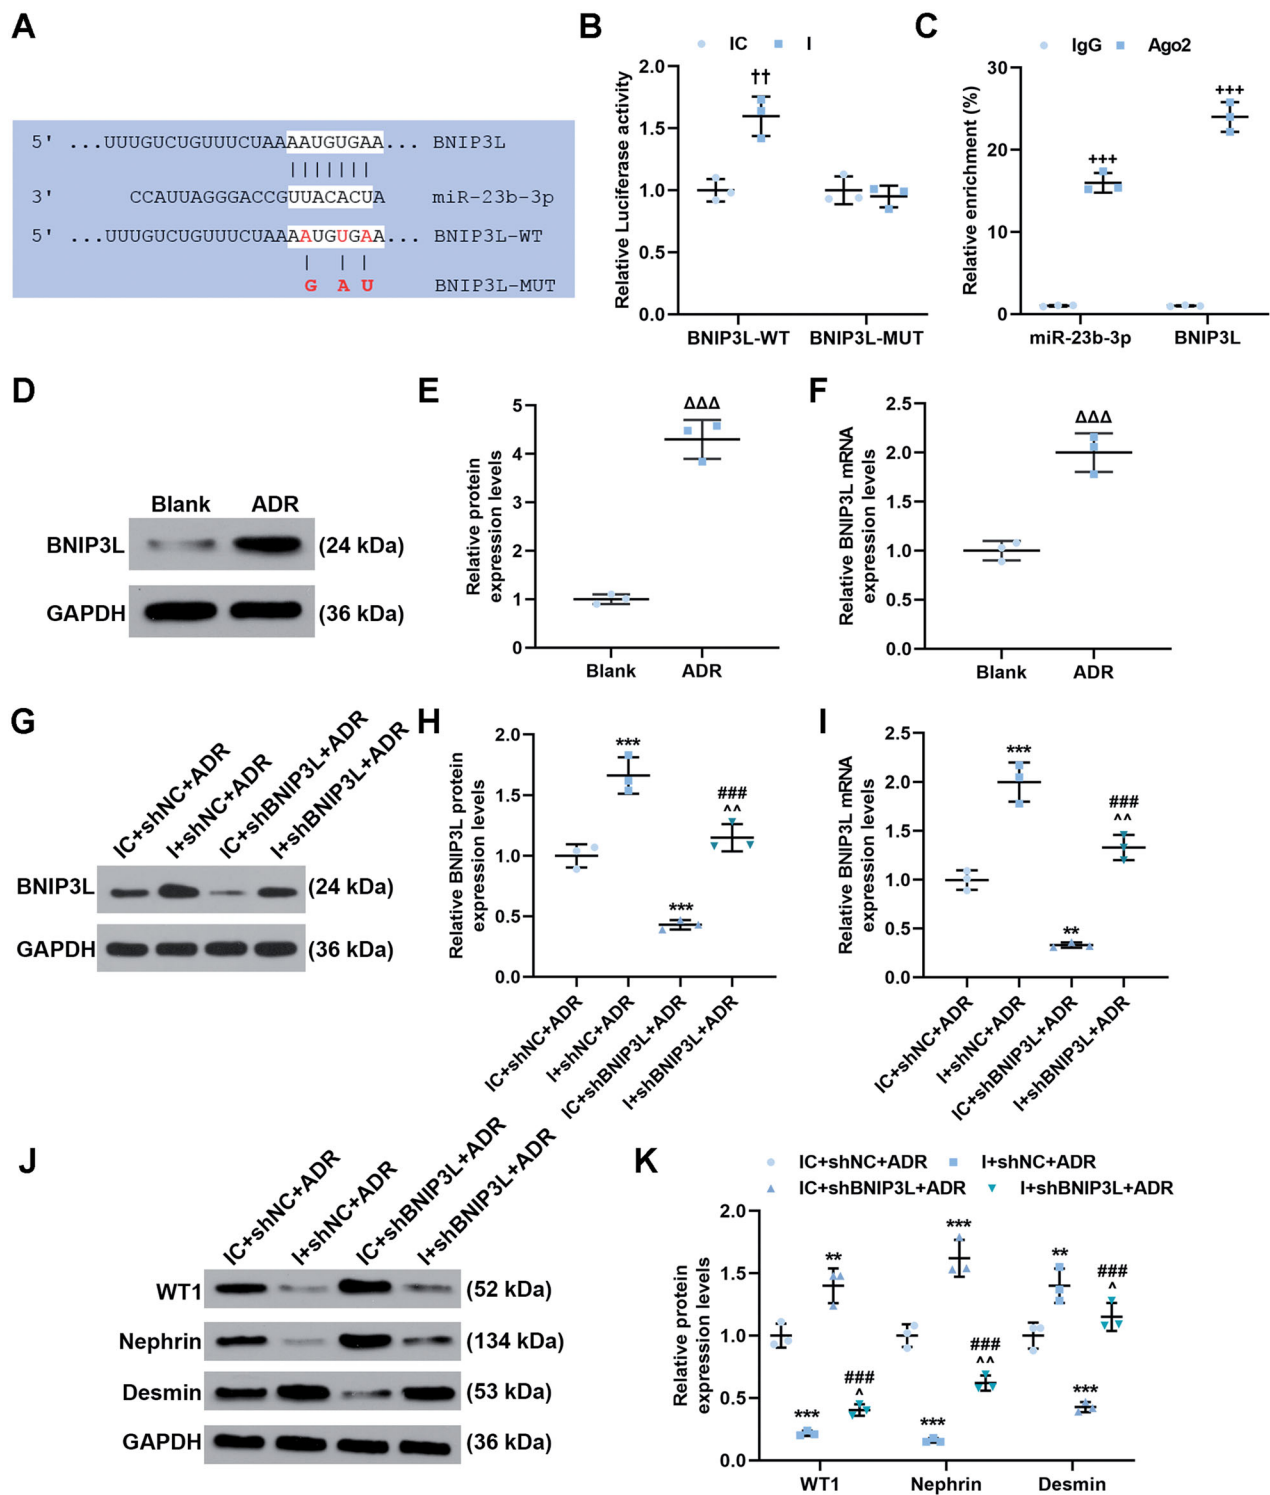 A
5' ...UUUGUCUGUUUCUAAAAUGUGAA... BNIP3L
3' CCAUUAGGGACCGUUACACUA miR-23b-3p
5' ...UUUGUCUGUUUCUAAAAUGUGAA... BNIP3L-WT
G A U BNIP3L-MUT
B
IC I
Relative Luciferase activity
2.0
1.5
1.0
0.5
0.0
††
BNIP3L-WT BNIP3L-MUT
C
IgG Ago2
Relative enrichment (%)
30
20
10
0
+++
+++
miR-23b-3p BNIP3L
D
Blank ADR
BNIP3L (24 kDa)
GAPDH (36 kDa)
E
Relative protein
expression levels
5
4
3
2
1
0
ΔΔΔ
Blank ADR
F
Relative BNIP3L mRNA
expression levels
2.5
2.0
1.5
1.0
0.5
0.0
ΔΔΔ
Blank ADR
G
IC+shNC+ADR
I+shNC+ADR
IC+shBNIP3L+ADR
I+shBNIP3L+ADR
BNIP3L (24 kDa)
GAPDH (36 kDa)
H
Relative BNIP3L protein
expression levels
2.0
1.5
1.0
0.5
0.0
***
***
###
^^
IC+shNC+ADR
I+shNC+ADR
IC+shBNIP3L+ADR
I+shBNIP3L+ADR
I
Relative BNIP3L mRNA
expression levels
2.5
2.0
1.5
1.0
0.5
0.0
***
**
###
^^
IC+shNC+ADR
I+shNC+ADR
IC+shBNIP3L+ADR
I+shBNIP3L+ADR
J
IC+shNC+ADR
I+shNC+ADR
IC+shBNIP3L+ADR
I+shBNIP3L+ADR
WT1 (52 kDa)
Nephrin (134 kDa)
Desmin (53 kDa)
GAPDH (36 kDa)
K
IC+shNC+ADR I+shNC+ADR
IC+shBNIP3L+ADR I+shBNIP3L+ADR
Relative protein
expression levels
2.0
1.5
1.0
0.5
0.0
***
**
###
^
***
***
###
^^
**
***
###
^
WT1 Nephrin Desmin